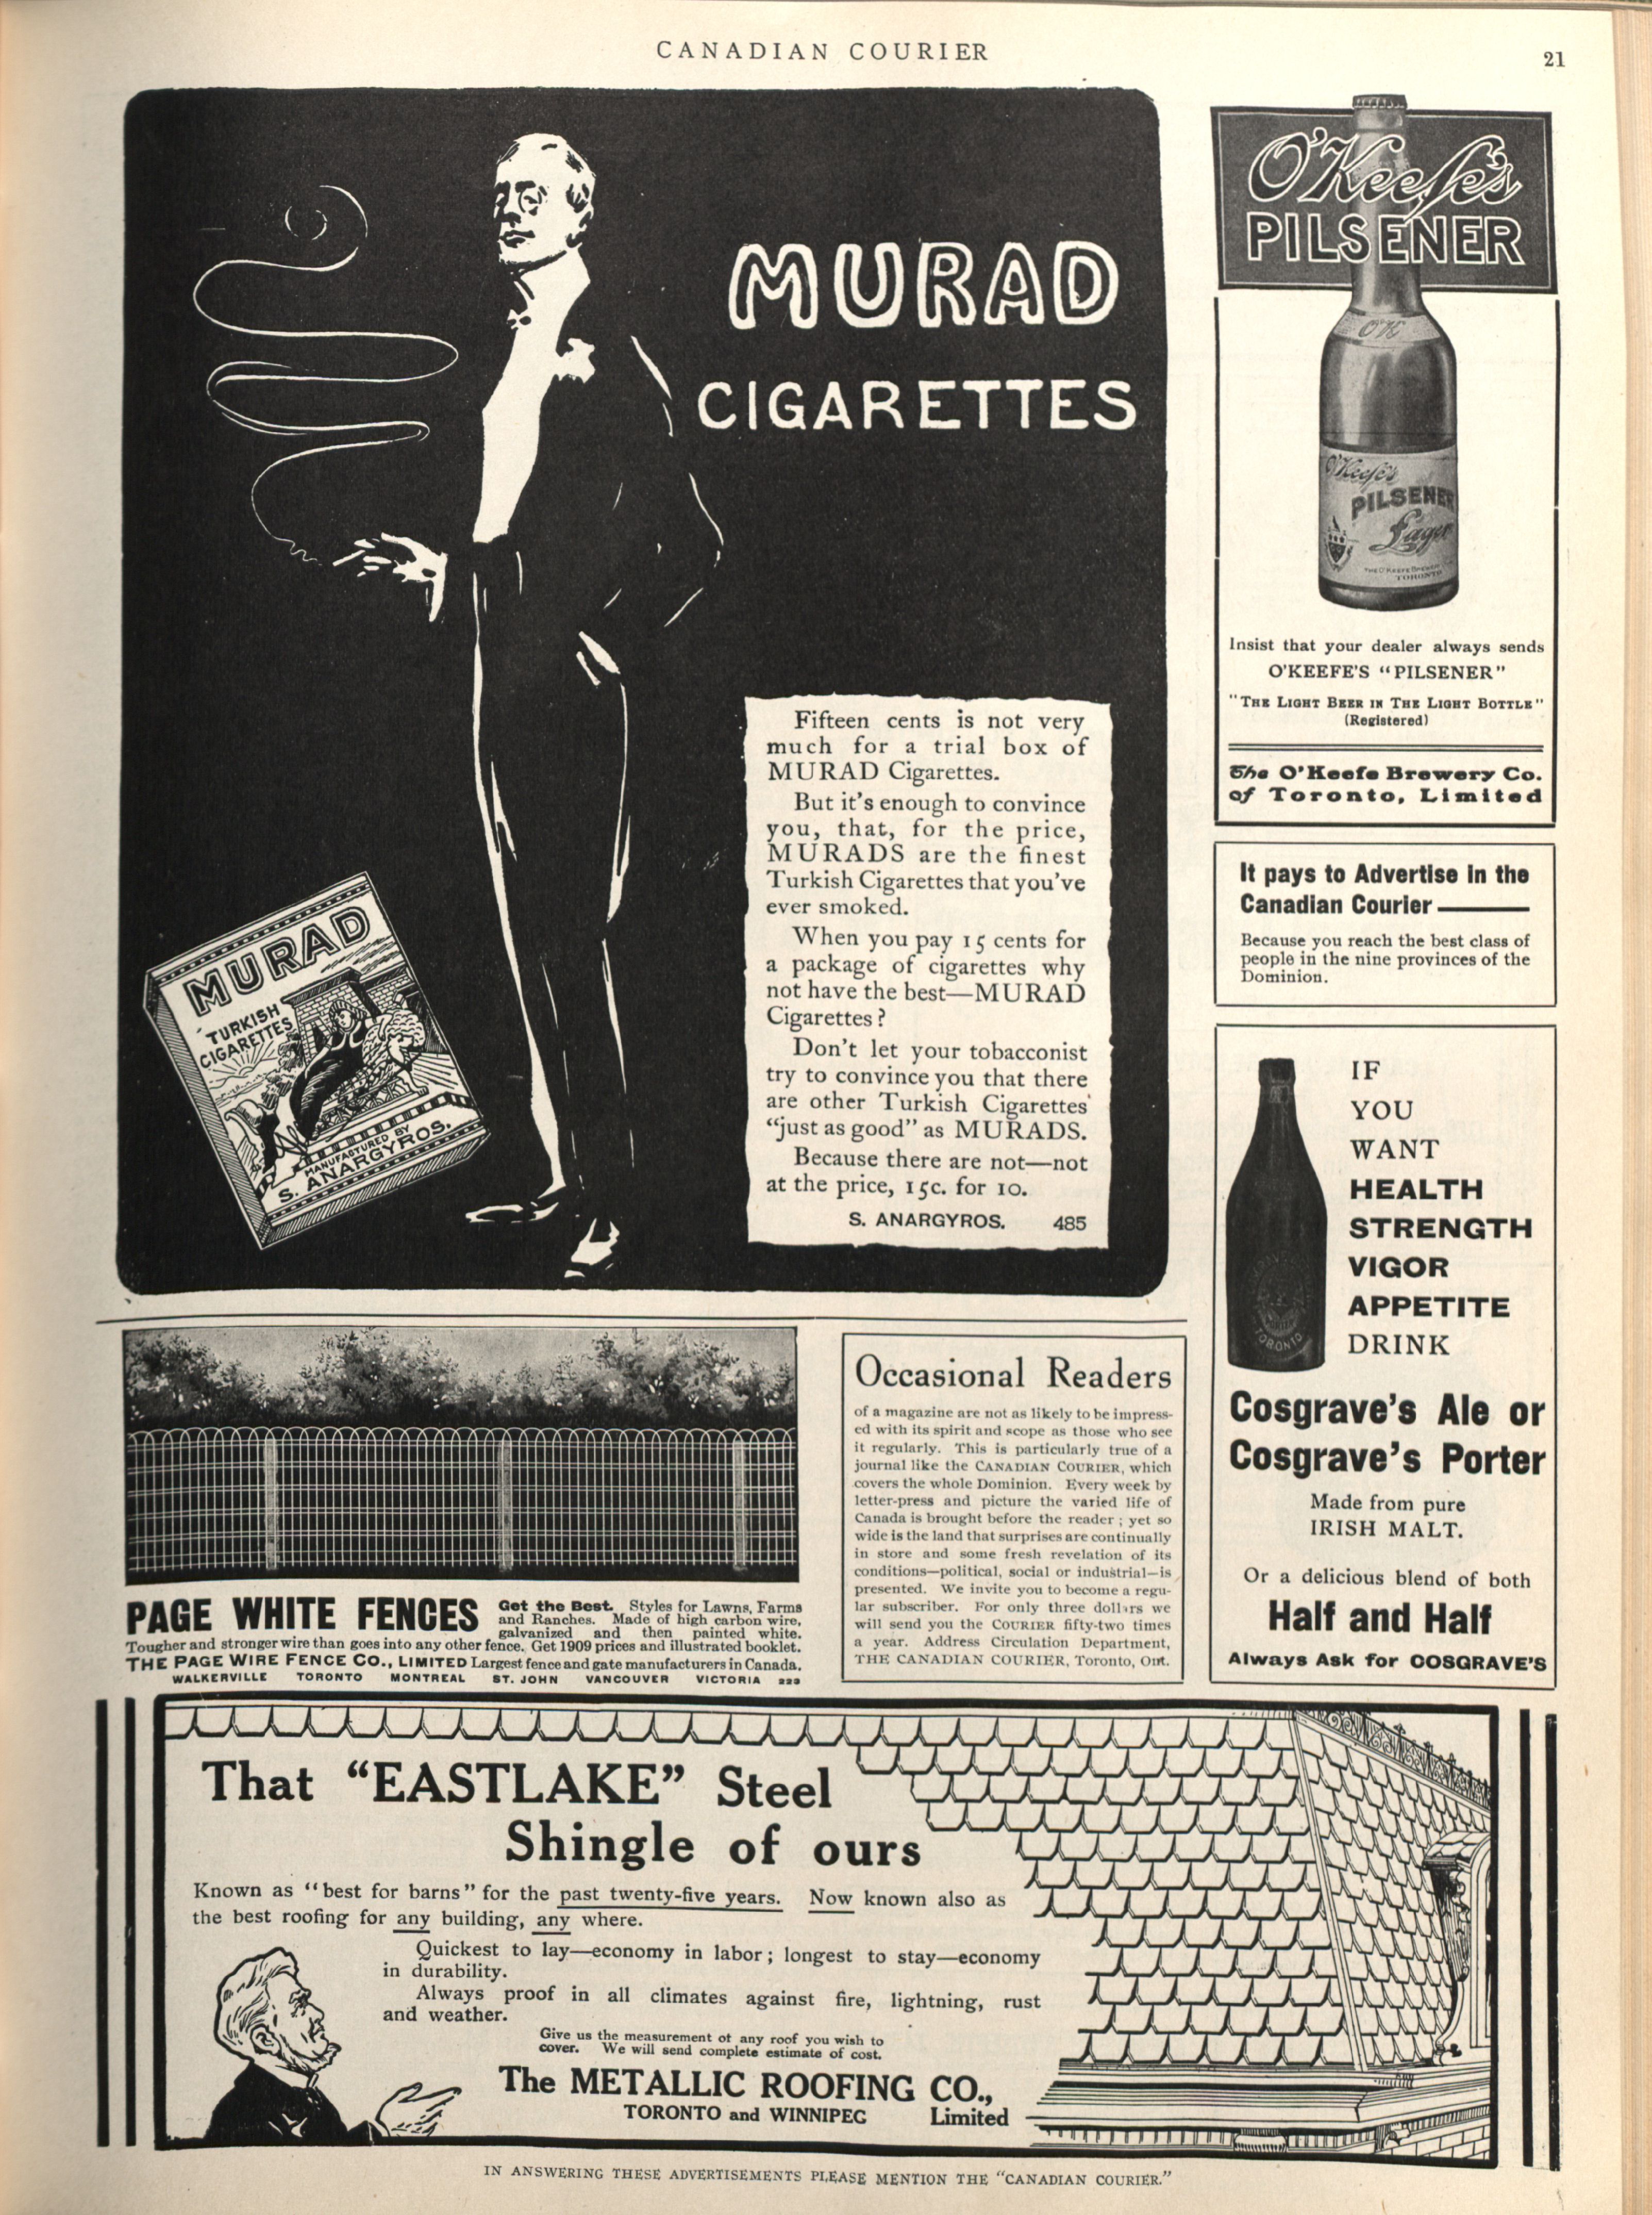 CANADIAN COURIER
21
MURAD
CIGARETTES
MURAD
TURKISH
CIGARETTES
MANUFACTURED BY
S. ANARGYROS.
Fifteen cents is not very
much for a trial box of
MURAD Cigarettes.
But it's enough to convince
you, that, for the price,
MURADS are the finest
Turkish Cigarettes that you've
ever smoked.
When you pay 15 cents for
a package of cigarettes why
not have the best—MURAD
Cigarettes?
Don't let your tobacconist
try to convince you that there
are other Turkish Cigarettes
“just as good” as MURADS.
Because there are not—not
at the price, 15c. for 10.
S. ANARGYROS. 485
O'Keefe's
PILSENER
OK
O'Keefe's
PILSENER
Lager
THE O'KEEFE BREWERY
TORONTO
Insist that your dealer always sends
O'KEEFE'S “PILSENER”
"THE LIGHT BEER IN THE LIGHT BOTTLE"
(Registered)
The O'Keefe Brewery Co.
of Toronto, Limited
It pays to Advertise in the
Canadian Courier ———
Because you reach the best class of
people in the nine provinces of the
Dominion.
TORONTO
IF
YOU
WANT
HEALTH
STRENGTH
VIGOR
APPETITE
DRINK
Cosgrave's Ale or
Cosgrave's Porter
Made from pure
IRISH MALT.
Or a delicious blend of both
Half and Half
Always Ask for COSGRAVE'S
PAGE WHITE FENCES
Get the Best. Styles for Lawns, Farms
and Ranches. Made of high carbon wire,
galvanized and then painted white.
Tougher and stronger wire than goes into any other fence. Get 1909 prices and illustrated booklet.
THE PAGE WIRE FENCE CO., LIMITED Largest fence and gate manufacturers in Canada.
WALKERVILLE TORONTO MONTREAL ST. JOHN VANCOUVER VICTORIA 223
Occasional Readers
of a magazine are not as likely to be impress-
ed with its spirit and scope as those who see
it regularly. This is particularly true of a
journal like the CANADIAN COURIER, which
covers the whole Dominion. Every week by
letter-press and picture the varied life of
Canada is brought before the reader; yet so
wide is the land that surprises are continually
in store and some fresh revelation of its
conditions—political, social or industrial—is
presented. We invite you to become a regu-
lar subscriber. For only three dollars we
will send you the COURIER fifty-two times
a year. Address Circulation Department,
THE CANADIAN COURIER, Toronto, Ont.
That “EASTLAKE” Steel
Shingle of ours
Known as “best for barns” for the past twenty-five years. Now known also as
the best roofing for any building, any where.
Quickest to lay—economy in labor; longest to stay—economy
in durability.
Always proof in all climates against fire, lightning, rust
and weather.
Give us the measurement of any roof you wish to
cover. We will send complete estimate of cost.
The METALLIC ROOFING CO.,
TORONTO and WINNIPEG Limited
IN ANSWERING THESE ADVERTISEMENTS PLEASE MENTION THE “CANADIAN COURIER.”